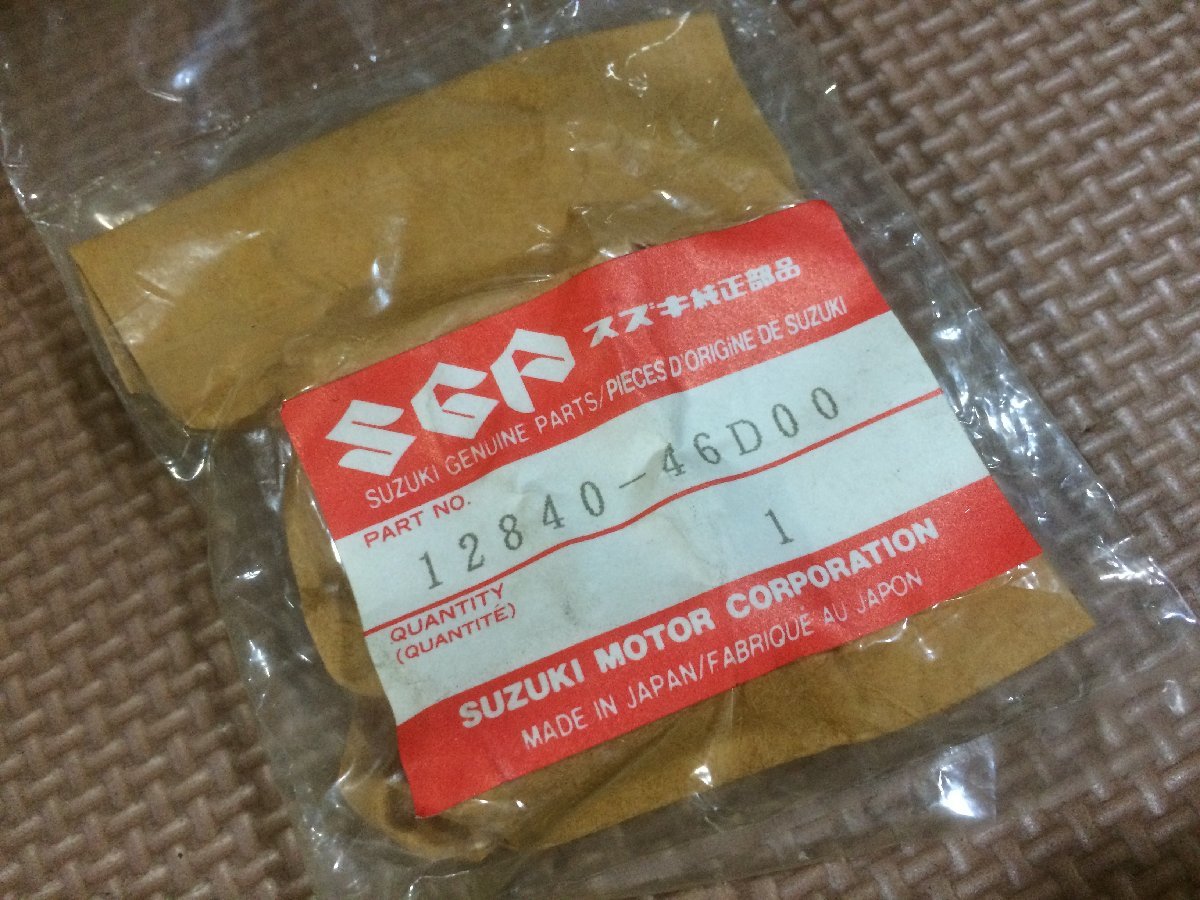 SGP スズキ純正部品
SUZUKI GENUINE PARTS/PIÈCES D'ORIGINE DE SUZUKI
PART NO.
12840-46D00
QUANTITY
(QUANTITÉ)
1
SUZUKI MOTOR CORPORATION
MADE IN JAPAN/FABRIQUÉ AU JAPON